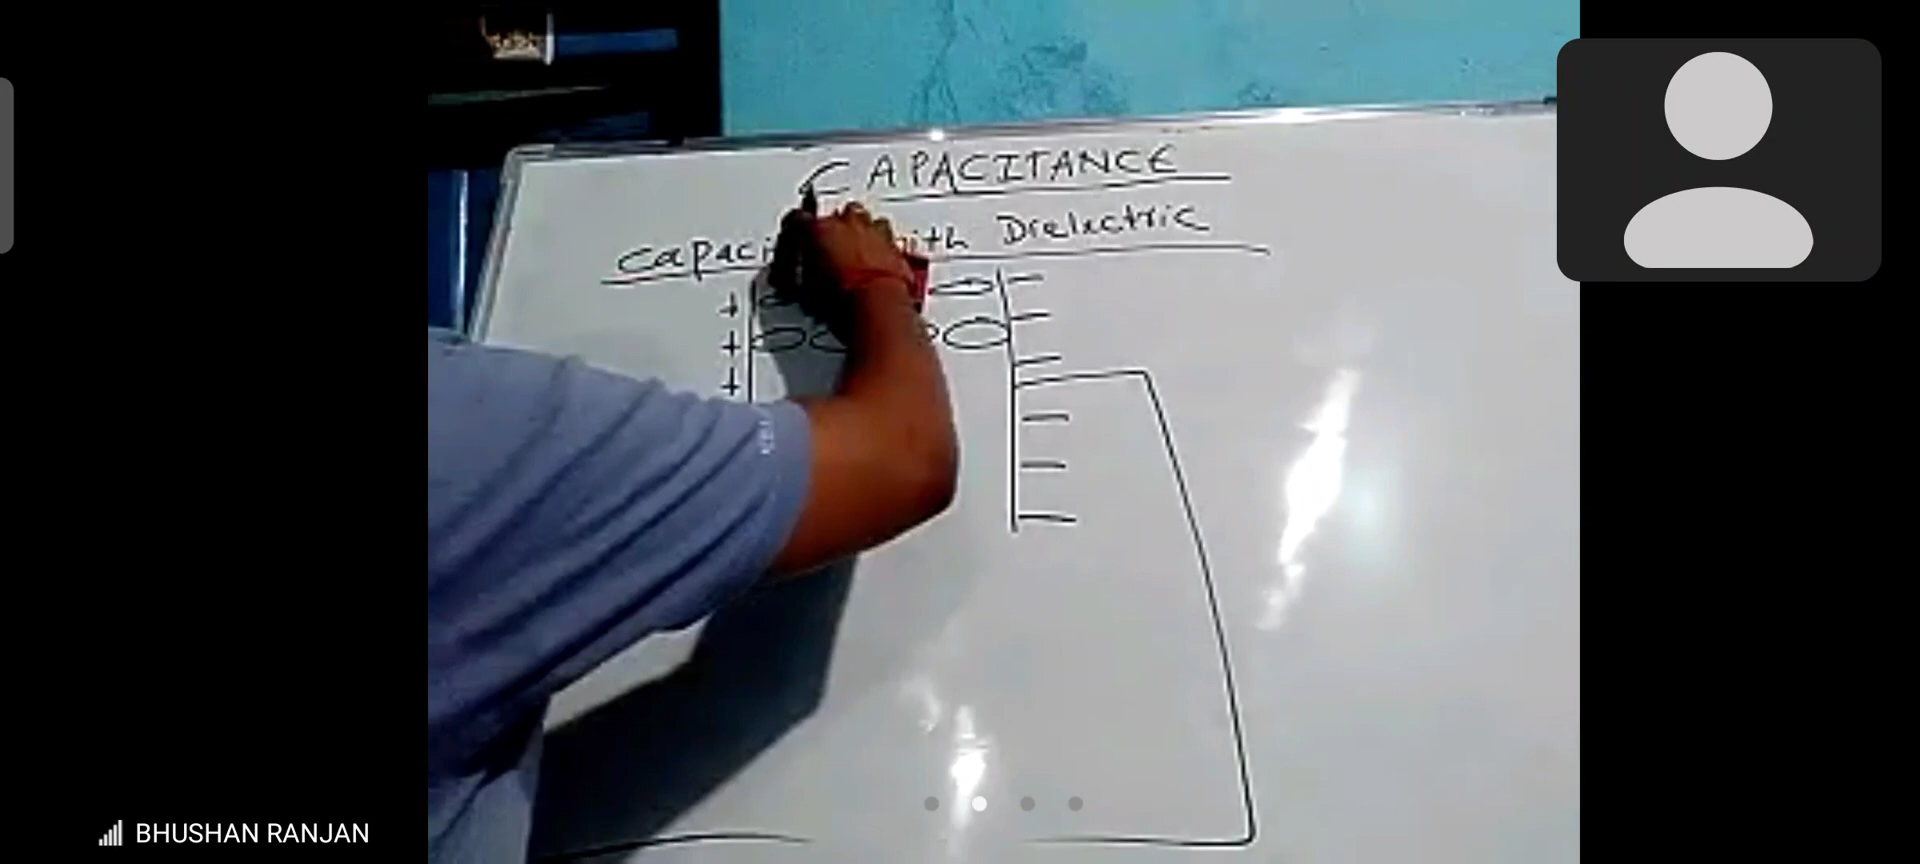 CAPACITANCE
Dielectric
+
+
+
BHUSHAN RANJAN